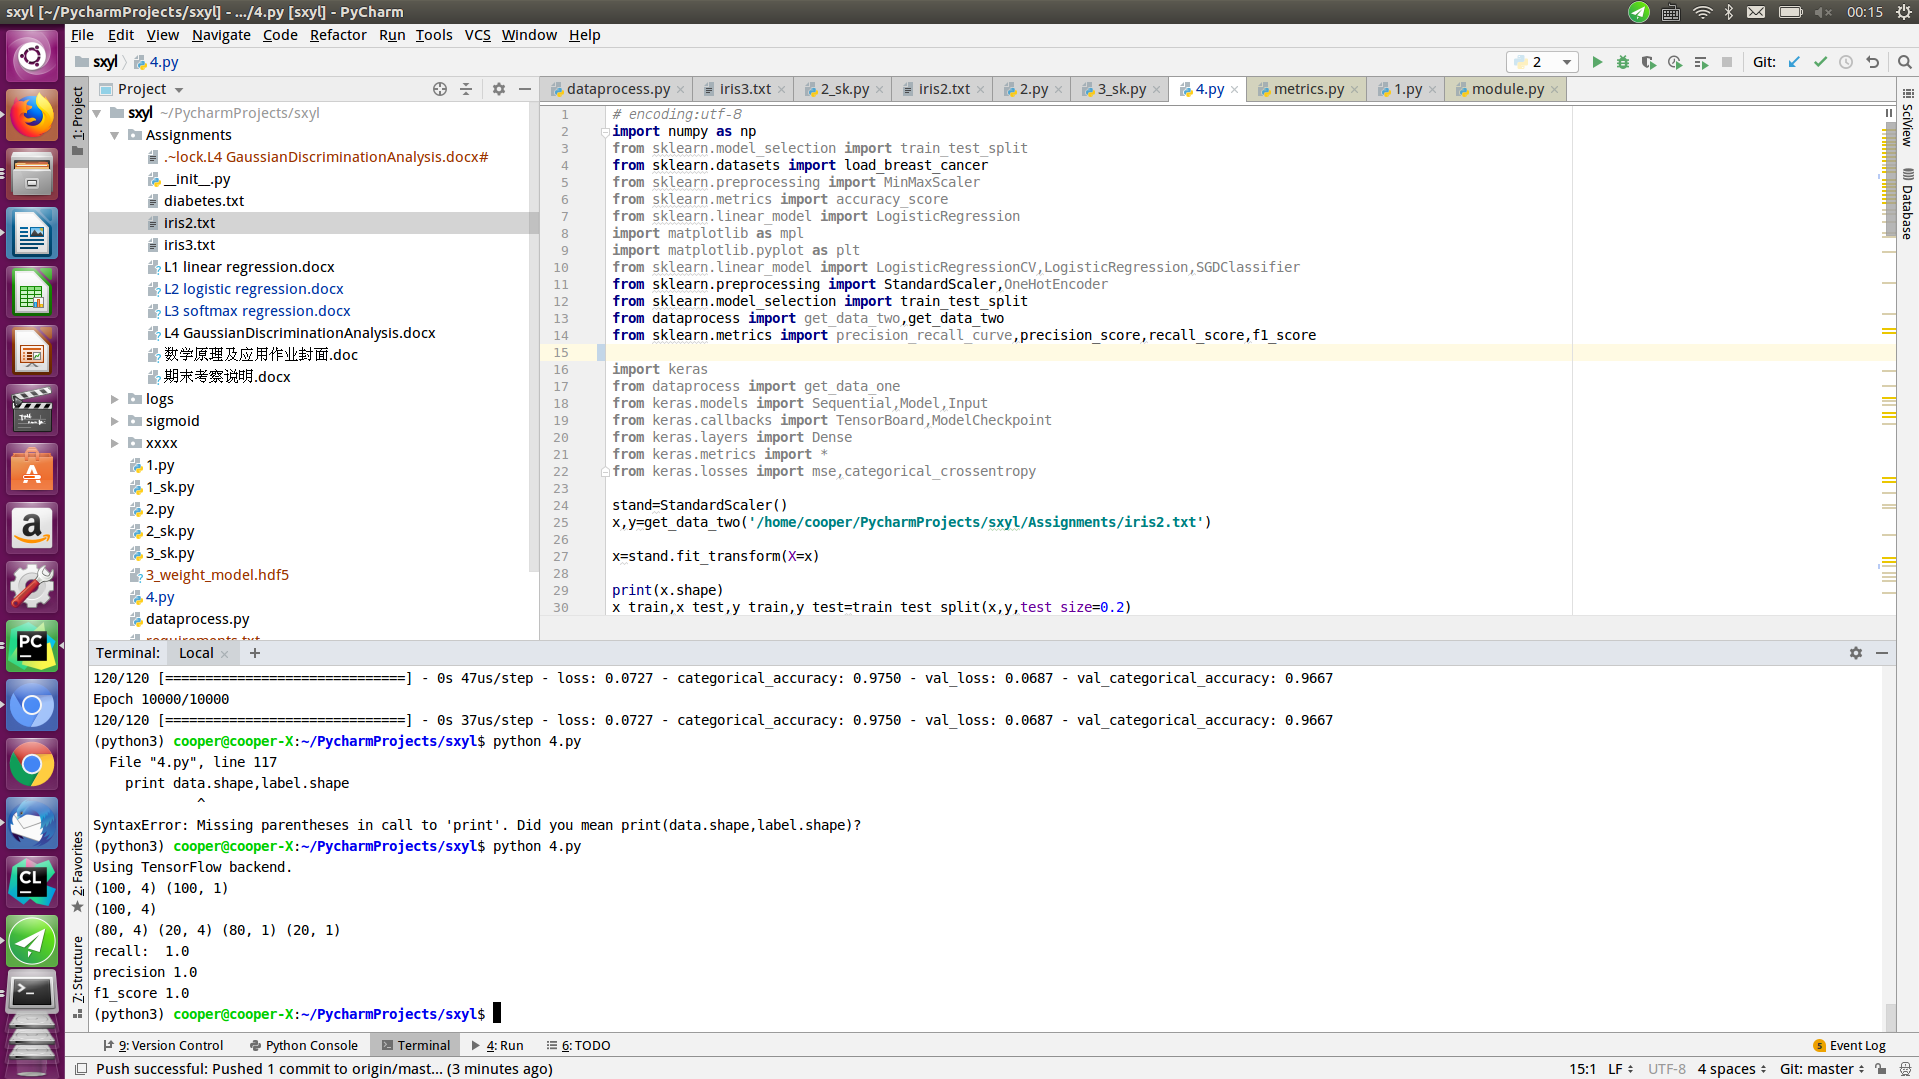 sxyl [~/PycharmProjects/sxyl] - .../4.py [sxyl] - PyCharm
00:15
File Edit View Navigate Code Refactor Run Tools VCS Window Help
sxyl 4.py
2
Git:
1: Project
Project
sxyl ~/PycharmProjects/sxyl
Assignments
.~lock.L4 GaussianDiscriminationAnalysis.docx#
__init__.py
diabetes.txt
iris2.txt
iris3.txt
L1 linear regression.docx
L2 logistic regression.docx
L3 softmax regression.docx
L4 GaussianDiscriminationAnalysis.docx
数学原理及应用作业封面.doc
期末考察说明.docx
logs
sigmoid
xxxx
1.py
1_sk.py
2.py
2_sk.py
3_sk.py
3_weight_model.hdf5
4.py
dataprocess.py
requirements.txt
dataprocess.py iris3.txt 2_sk.py iris2.txt 2.py 3_sk.py 4.py metrics.py 1.py module.py
1 # encoding:utf-8
2 import numpy as np
3 from sklearn.model_selection import train_test_split
4 from sklearn.datasets import load_breast_cancer
5 from sklearn.preprocessing import MinMaxScaler
6 from sklearn.metrics import accuracy_score
7 from sklearn.linear_model import LogisticRegression
8 import matplotlib as mpl
9 import matplotlib.pyplot as plt
10 from sklearn.linear_model import LogisticRegressionCV,LogisticRegression,SGDClassifier
11 from sklearn.preprocessing import StandardScaler,OneHotEncoder
12 from sklearn.model_selection import train_test_split
13 from dataprocess import get_data_two,get_data_two
14 from sklearn.metrics import precision_recall_curve,precision_score,recall_score,f1_score
15
16 import keras
17 from dataprocess import get_data_one
18 from keras.models import Sequential,Model,Input
19 from keras.callbacks import TensorBoard,ModelCheckpoint
20 from keras.layers import Dense
21 from keras.metrics import *
22 from keras.losses import mse,categorical_crossentropy
23
24 stand=StandardScaler()
25 x,y=get_data_two('/home/cooper/PycharmProjects/sxyl/Assignments/iris2.txt')
26
27 x=stand.fit_transform(X=x)
28
29 print(x.shape)
30 x_train,x_test,y_train,y_test=train_test_split(x,y,test_size=0.2)
SciView
Database
Terminal: Local +
120/120 [==============================] - 0s 47us/step - loss: 0.0727 - categorical_accuracy: 0.9750 - val_loss: 0.0687 - val_categorical_accuracy: 0.9667
Epoch 10000/10000
120/120 [==============================] - 0s 37us/step - loss: 0.0727 - categorical_accuracy: 0.9750 - val_loss: 0.0687 - val_categorical_accuracy: 0.9667
(python3) cooper@cooper-X:~/PycharmProjects/sxyl$ python 4.py
File "4.py", line 117
print data.shape,label.shape
^
SyntaxError: Missing parentheses in call to 'print'. Did you mean print(data.shape,label.shape)?
(python3) cooper@cooper-X:~/PycharmProjects/sxyl$ python 4.py
Using TensorFlow backend.
(100, 4) (100, 1)
(100, 4)
(80, 4) (20, 4) (80, 1) (20, 1)
recall:  1.0
precision 1.0
f1_score 1.0
(python3) cooper@cooper-X:~/PycharmProjects/sxyl$
2: Favorites
7: Structure
9: Version Control Python Console Terminal 4: Run 6: TODO
Event Log
Push successful: Pushed 1 commit to origin/mast... (3 minutes ago)
15:1 LF UTF-8 4 spaces Git: master